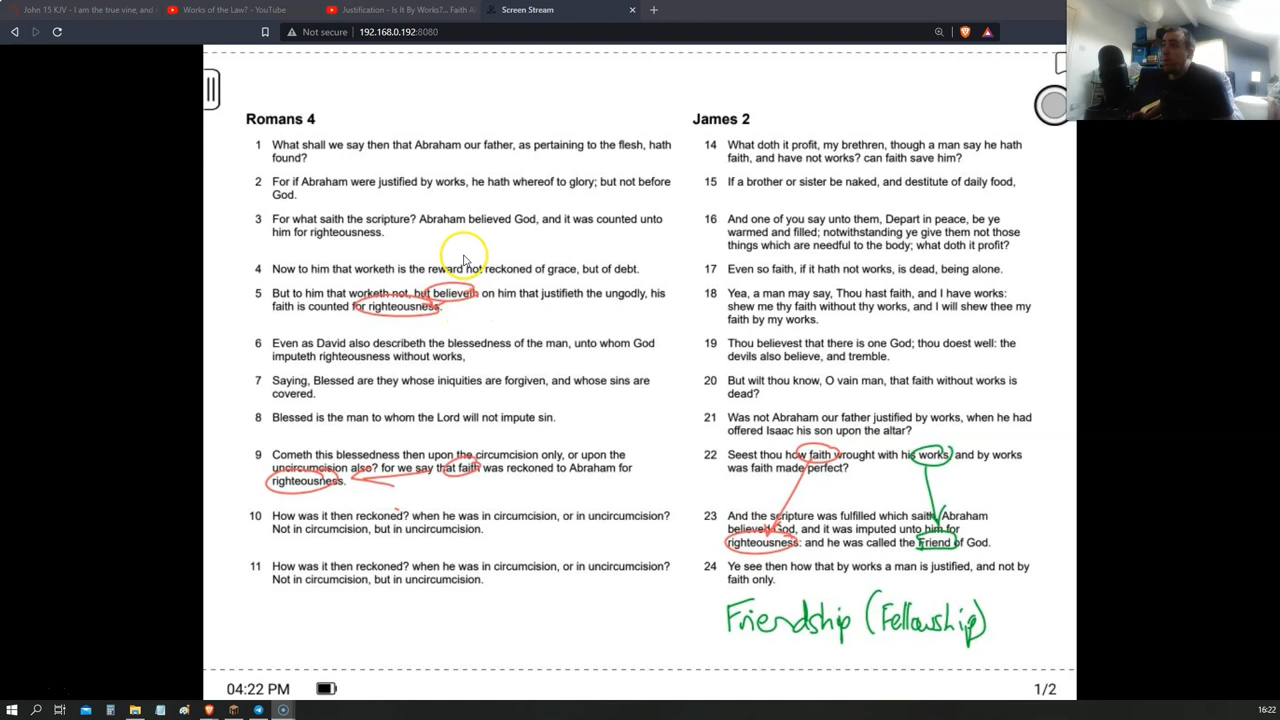 John 15 KJV - I am the true vine, and
Works of the Law? - YouTube
Justification - Is It By Works?... Faith A
Screen Stream
Not secure
192.168.0.192:8080
Romans 4
1 What shall we say then that Abraham our father, as pertaining to the flesh, hath
found?
2 For if Abraham were justified by works, he hath whereof to glory; but not before
God.
3 For what saith the scripture? Abraham believed God, and it was counted unto
him for righteousness.
4 Now to him that worketh is the reward not reckoned of grace, but of debt.
5 But to him that worketh not, but believeth on him that justifieth the ungodly, his
faith is counted for righteousness.
6 Even as David also describeth the blessedness of the man, unto whom God
imputeth righteousness without works,
7 Saying, Blessed are they whose iniquities are forgiven, and whose sins are
covered.
8 Blessed is the man to whom the Lord will not impute sin.
9 Cometh this blessedness then upon the circumcision only, or upon the
uncircumcision also? for we say that faith was reckoned to Abraham for
righteousness.
10 How was it then reckoned? when he was in circumcision, or in uncircumcision?
Not in circumcision, but in uncircumcision.
11 How was it then reckoned? when he was in circumcision, or in uncircumcision?
Not in circumcision, but in uncircumcision.
James 2
14 What doth it profit, my brethren, though a man say he hath
faith, and have not works? can faith save him?
15 If a brother or sister be naked, and destitute of daily food,
16 And one of you say unto them, Depart in peace, be ye
warmed and filled; notwithstanding ye give them not those
things which are needful to the body; what doth it profit?
17 Even so faith, if it hath not works, is dead, being alone.
18 Yea, a man may say, Thou hast faith, and I have works:
shew me thy faith without thy works, and I will shew thee my
faith by my works.
19 Thou believest that there is one God; thou doest well: the
devils also believe, and tremble.
20 But wilt thou know, O vain man, that faith without works is
dead?
21 Was not Abraham our father justified by works, when he had
offered Isaac his son upon the altar?
22 Seest thou how faith wrought with his works, and by works
was faith made perfect?
23 And the scripture was fulfilled which saith, Abraham
believed God, and it was imputed unto him for
righteousness: and he was called the Friend of God.
24 Ye see then how that by works a man is justified, and not by
faith only.
Friendship (Fellowship)
04:22 PM
1/2
16:22